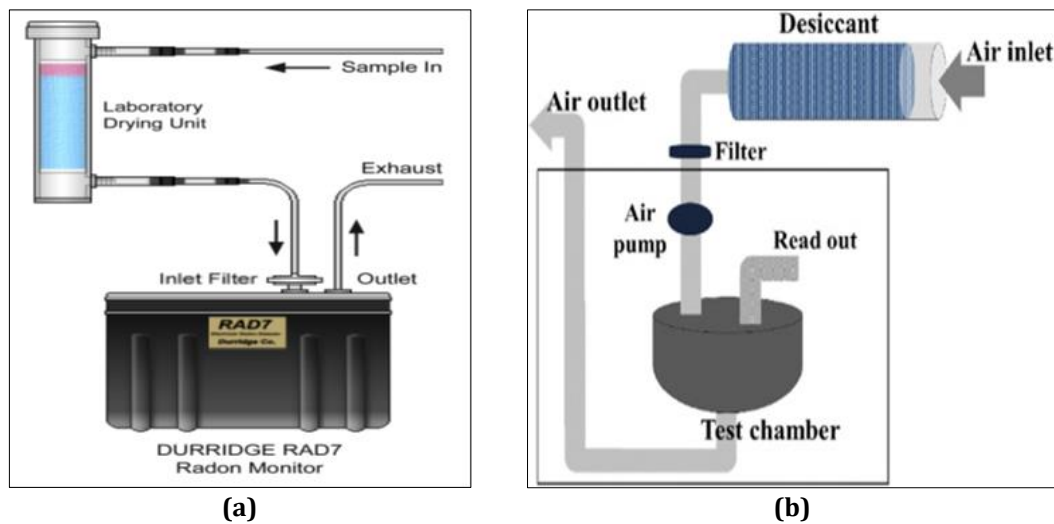 Sample In
Laboratory
Drying Unit
Exhaust
Inlet Filter
Outlet
RAD7
Durridge Co.
DURRIDGE RAD7
Radon Monitor
(a)
Desiccant
Air inlet
Air outlet
Filter
Air
pump
Read out
Test chamber
(b)